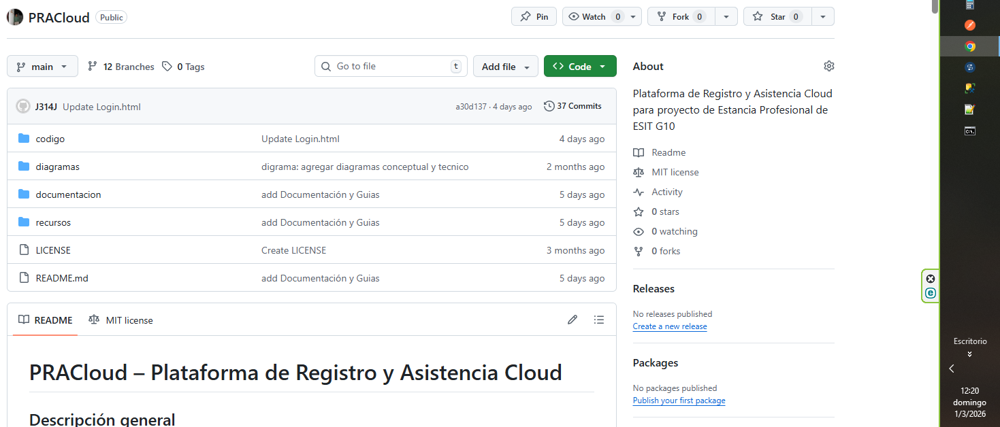 PRACloud Public
Pin
Watch 0
Fork 0
Star 0
main
12 Branches
0 Tags
Go to file t
Add file
Code
J314J Update Login.html a30d137 · 4 days ago 37 Commits
codigo Update Login.html 4 days ago
diagramas digrama: agregar diagramas conceptual y tecnico 2 months ago
documentacion add Documentación y Guias 5 days ago
recursos add Documentación y Guias 5 days ago
LICENSE Create LICENSE 3 months ago
README.md add Documentación y Guias 5 days ago
README MIT license
PRACloud – Plataforma de Registro y Asistencia Cloud
Descripción general
About
Plataforma de Registro y Asistencia Cloud
para proyecto de Estancia Profesional de
ESIT G10
Readme
MIT license
Activity
0 stars
0 watching
0 forks
Releases
No releases published
Create a new release
Packages
No packages published
Publish your first package
Escritorio
12:20
domingo
1/3/2026